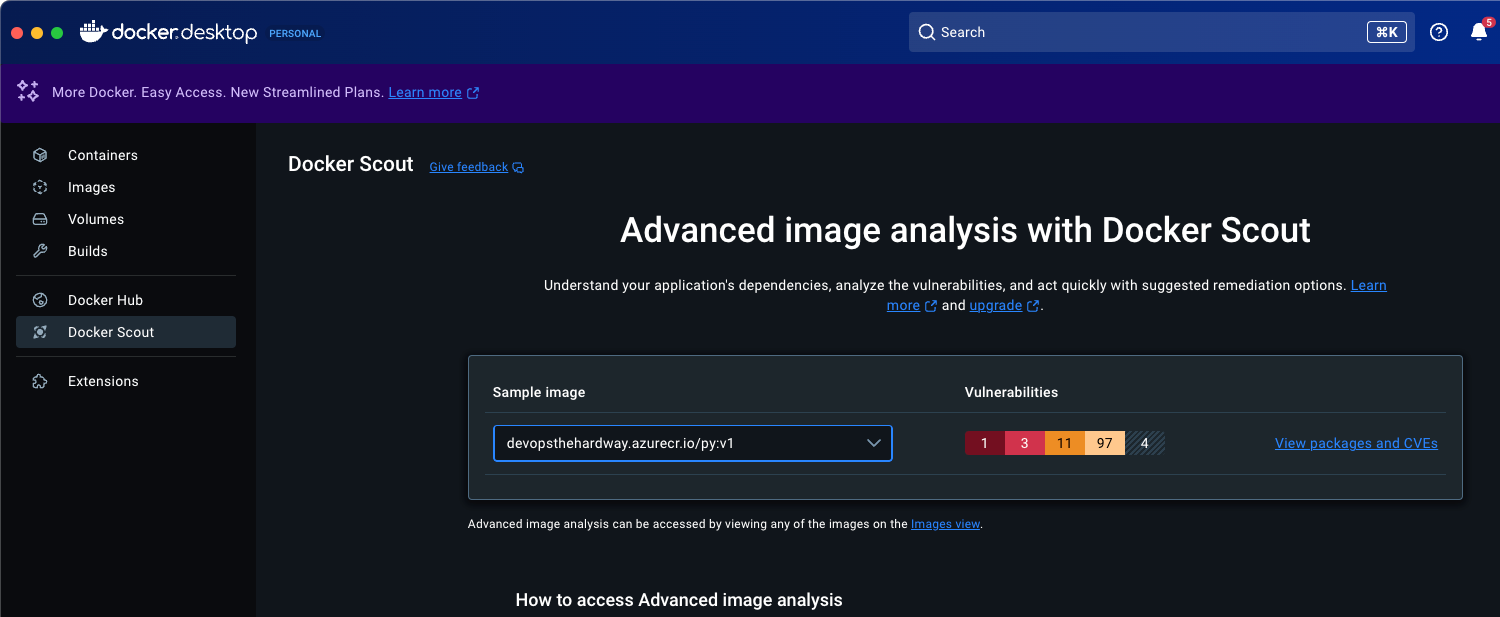 docker.desktop PERSONAL
Search
⌘K
5
More Docker. Easy Access. New Streamlined Plans. Learn more
Containers
Images
Volumes
Builds
Docker Hub
Docker Scout
Extensions
Docker Scout Give feedback
Advanced image analysis with Docker Scout
Understand your application's dependencies, analyze the vulnerabilities, and act quickly with suggested remediation options. Learn
more and upgrade .
Sample image Vulnerabilities
devopsthehardway.azurecr.io/py:v1 1 3 11 97 4 View packages and CVEs
Advanced image analysis can be accessed by viewing any of the images on the Images view.
How to access Advanced image analysis